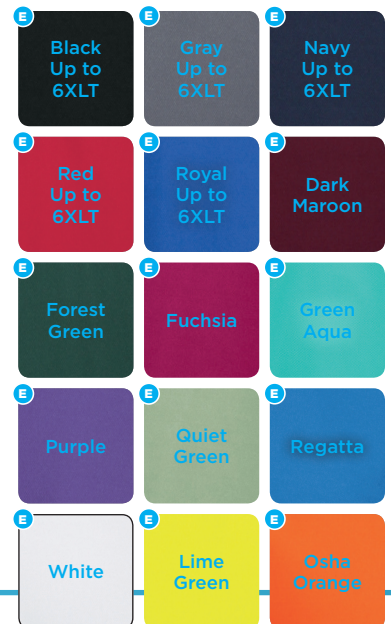 E
Black
Up to
6XLT
E
Gray
Up to
6XLT
E
Navy
Up to
6XLT
E
Red
Up to
6XLT
E
Royal
Up to
6XLT
E
Dark
Maroon
E
Forest
Green
E
Fuchsia
E
Green
Aqua
E
Purple
E
Quiet
Green
E
Regatta
E
White
E
Lime
Green
E
Osha
Orange